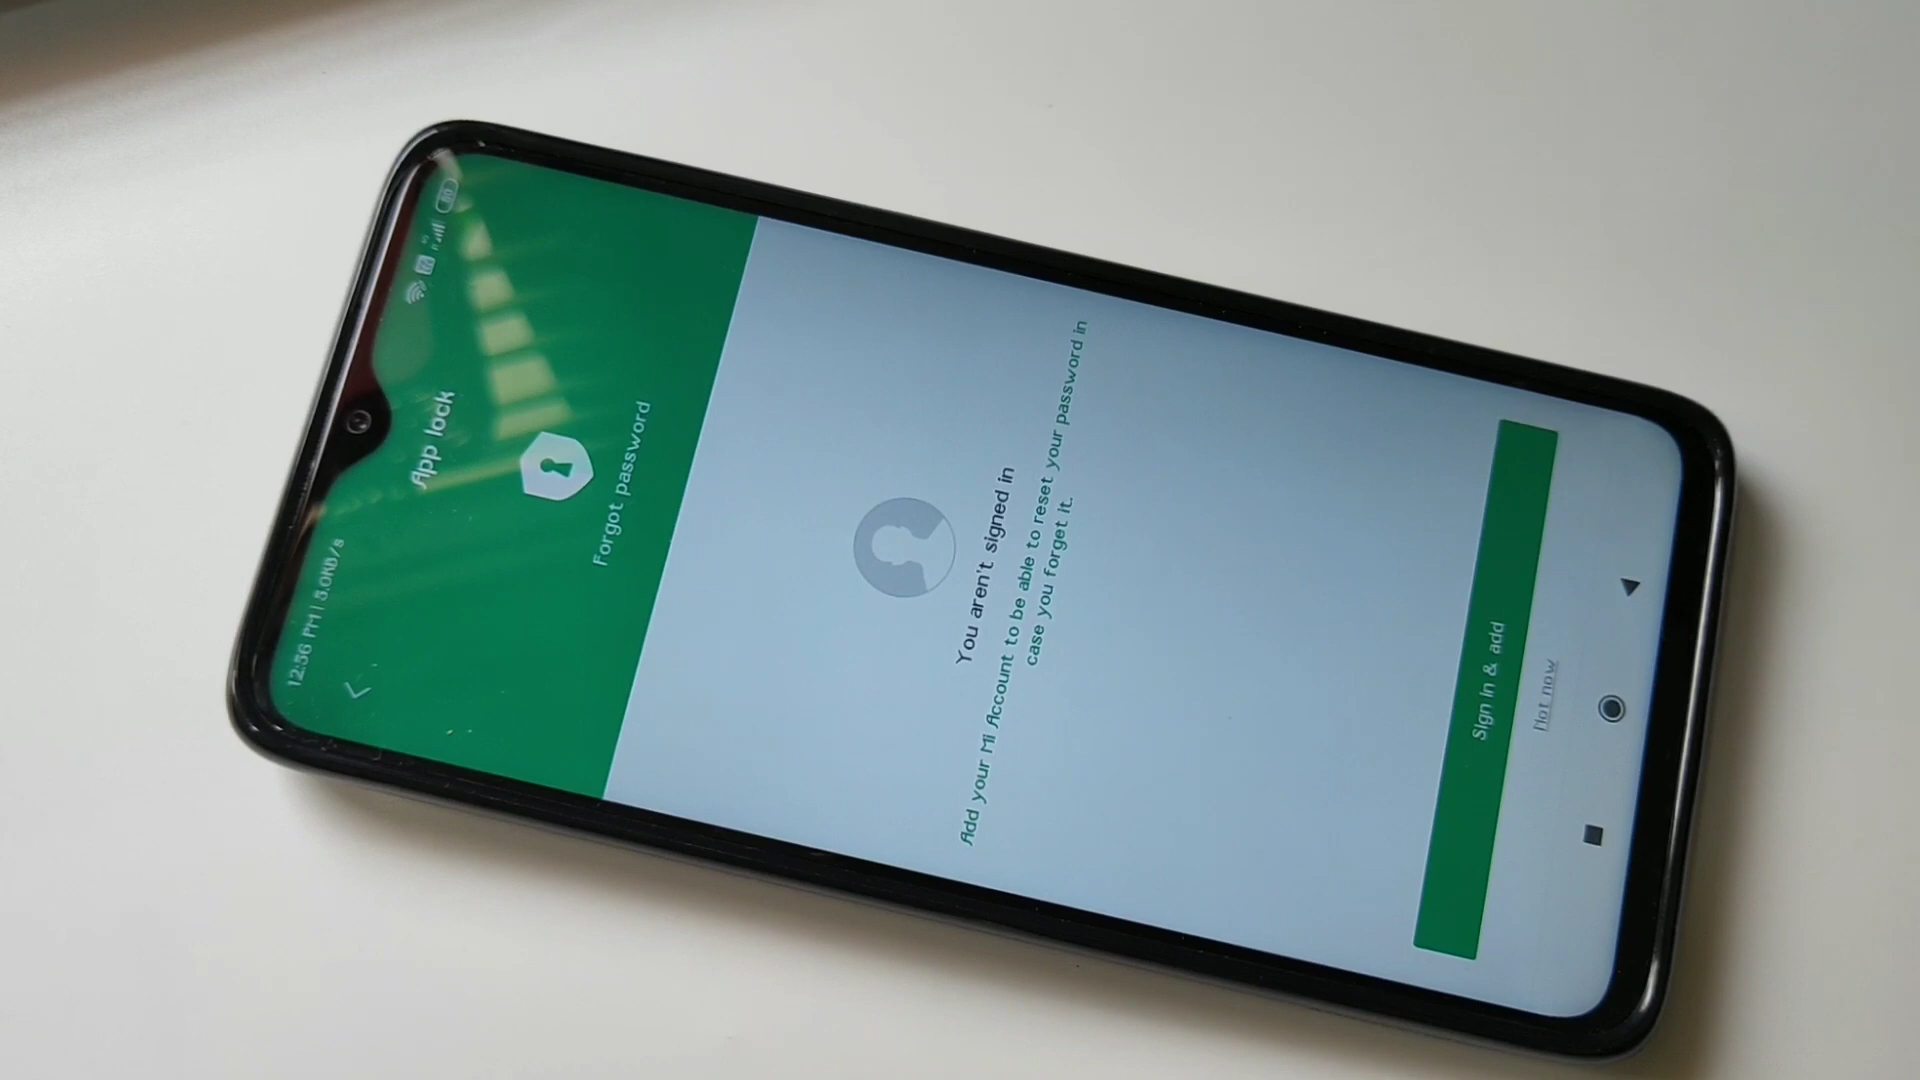 12:56 PM | 5.0KB/s
App lock
Forgot password
You aren't signed in
Add your Mi Account to be able to reset your password in
case you forget it.
Sign in & add
Not now